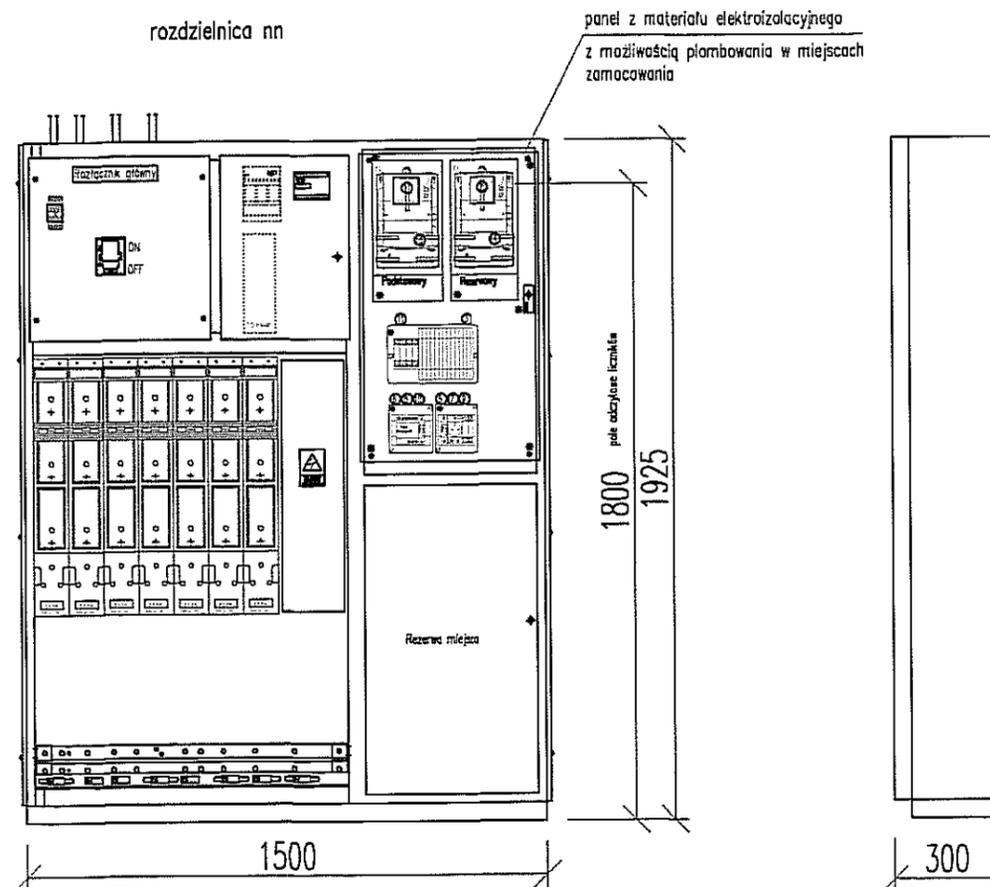 rozdzielnica nn
panel z materiału elektroizolacyjnego
z możliwością plombowania w miejscach
zamocowania
Rozłącznik główny
ON
OFF
Podstawowy
Rezerwowy
pole odczytowe liczników
1800
1925
Rezerwa miejsca
1500
300